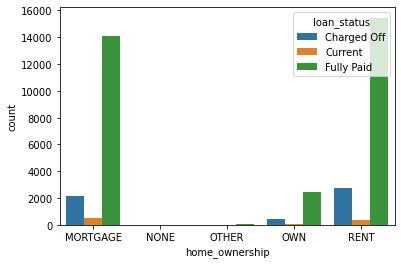 16000
14000
12000
10000
8000
6000
4000
2000
0
count
loan_status
Charged Off
Current
Fully Paid
MORTGAGE NONE OTHER OWN RENT
home_ownership